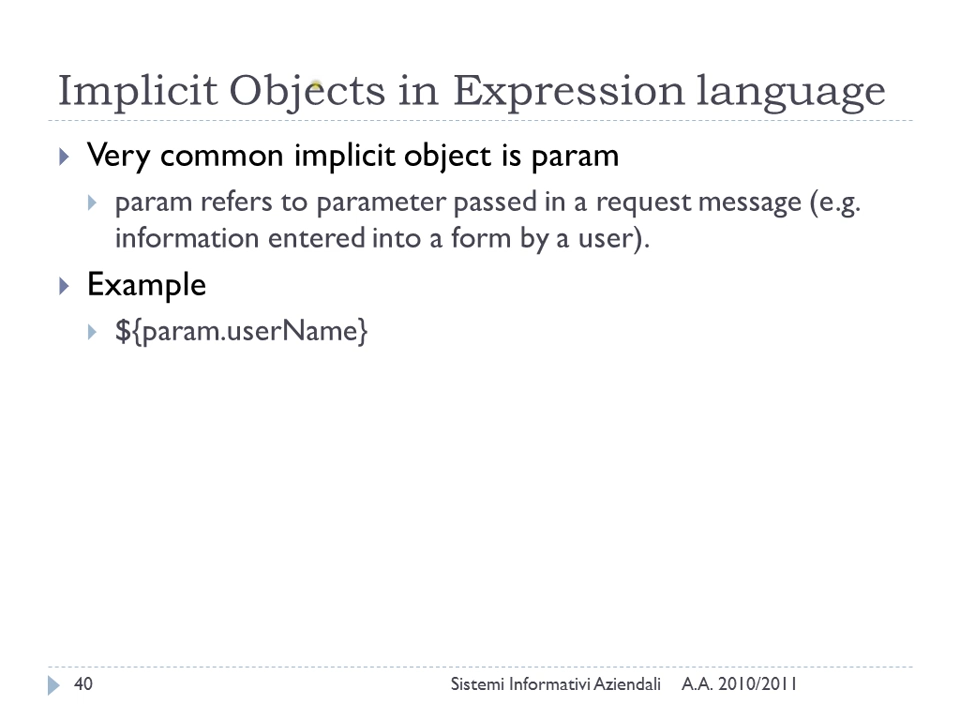 Implicit Objects in Expression language
Very common implicit object is param
param refers to parameter passed in a request message (e.g.
information entered into a form by a user).
Example
${param.userName}
40 Sistemi Informativi Aziendali A.A. 2010/2011